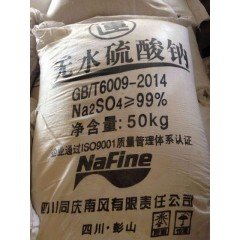 无水硫酸钠
GB/T6009-2014
Na2SO4≥99%
净含量:50kg
企业通过ISO9001质量管理体系认证
NaFine
四川同庆南风有限责任公司
四川·彭山